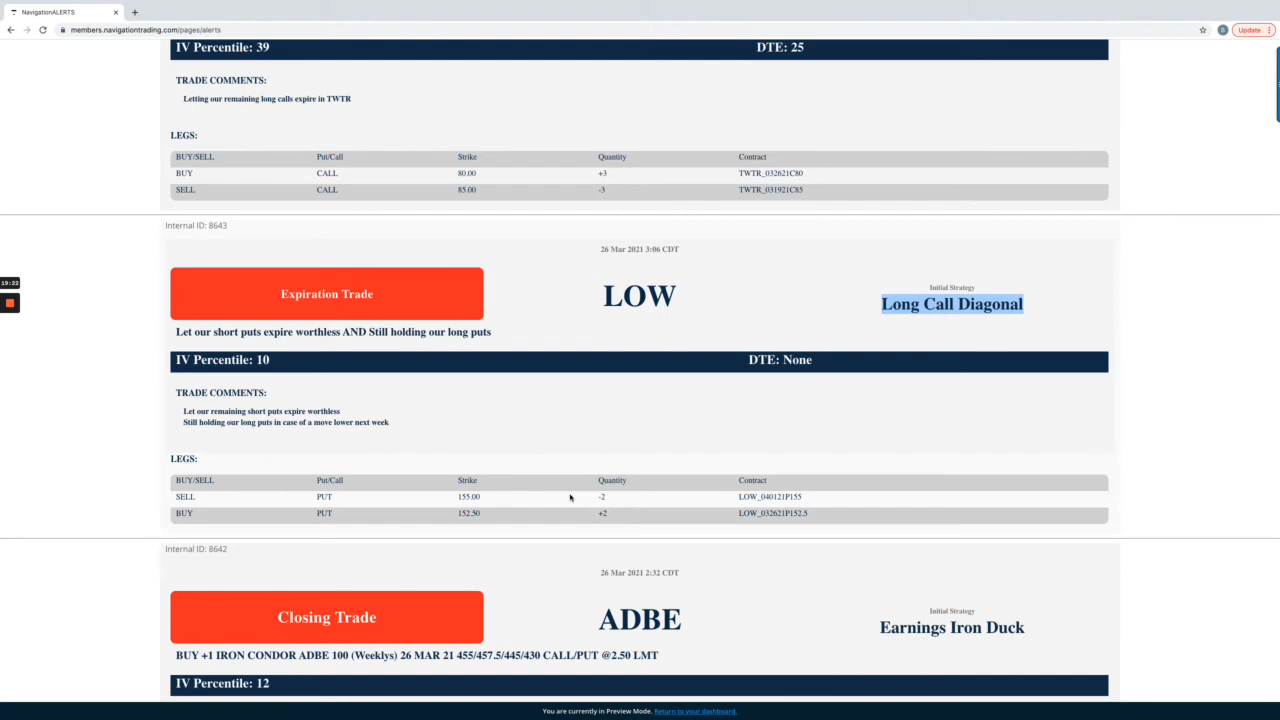 NavigationALERTS
members.navigationtrading.com/pages/alerts
Update
IV Percentile: 39
DTE: 25
TRADE COMMENTS:
Letting our remaining long calls expire in TWTR
LEGS:
BUY/SELL Put/Call Strike Quantity Contract
BUY CALL 80.00 +3 TWTR_032621C80
SELL CALL 85.00 -3 TWTR_031921C85
Internal ID: 8643
26 Mar 2021 3:06 CDT
19:22
Expiration Trade
LOW
Initial Strategy
Long Call Diagonal
Let our short puts expire worthless AND Still holding our long puts
IV Percentile: 10
DTE: None
TRADE COMMENTS:
Let our remaining short puts expire worthless
Still holding our long puts in case of a move lower next week
LEGS:
BUY/SELL Put/Call Strike Quantity Contract
SELL PUT 155.00 -2 LOW_040121P155
BUY PUT 152.50 +2 LOW_032621P152.5
Internal ID: 8642
26 Mar 2021 2:32 CDT
Closing Trade
ADBE
Initial Strategy
Earnings Iron Duck
BUY +1 IRON CONDOR ADBE 100 (Weeklys) 26 MAR 21 455/457.5/445/430 CALL/PUT @2.50 LMT
IV Percentile: 12
You are currently in Preview Mode. Return to your dashboard.